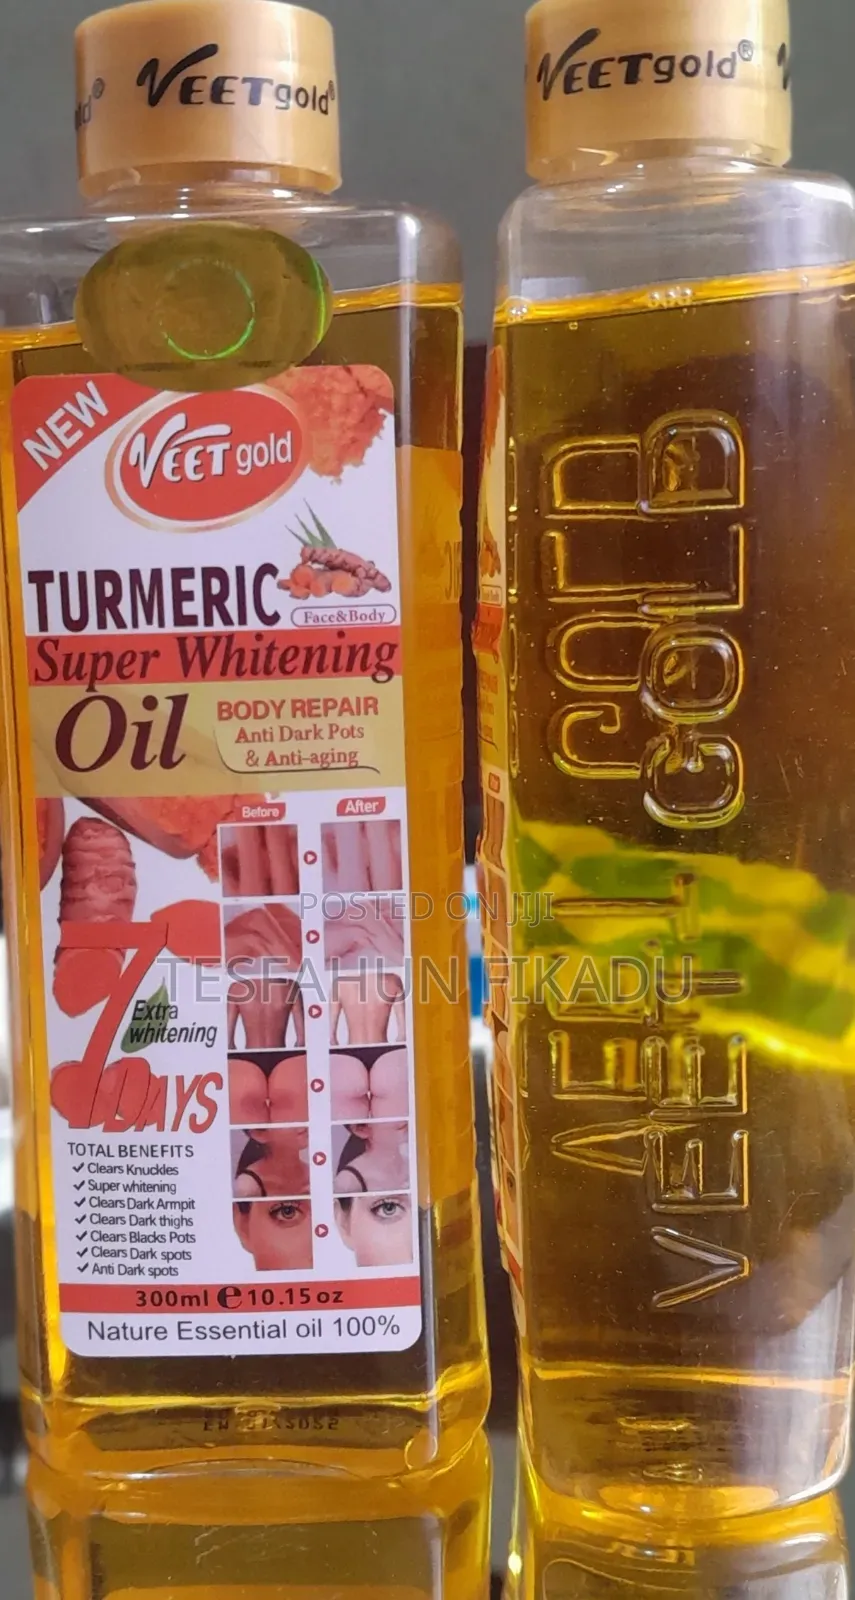 VEETgold®
VEETgold®
NEW
VEET gold
TURMERIC
Face&Body
Super Whitening
Oil
BODY REPAIR
Anti Dark Pots
& Anti-aging
Before
After
7
Extra
whitening
DAYS
TOTAL BENEFITS
✓ Clears Knuckles
✓ Super whitening
✓ Clears Dark Armpit
✓ Clears Dark thighs
✓ Clears Blacks Pots
✓ Clears Dark spots
✓ Anti Dark spots
300ml e 10.15 oz
Nature Essential oil 100%
VEET GOLD
VEET GOLD
POSTED ON JIJI
TESFAHUN FIKADU